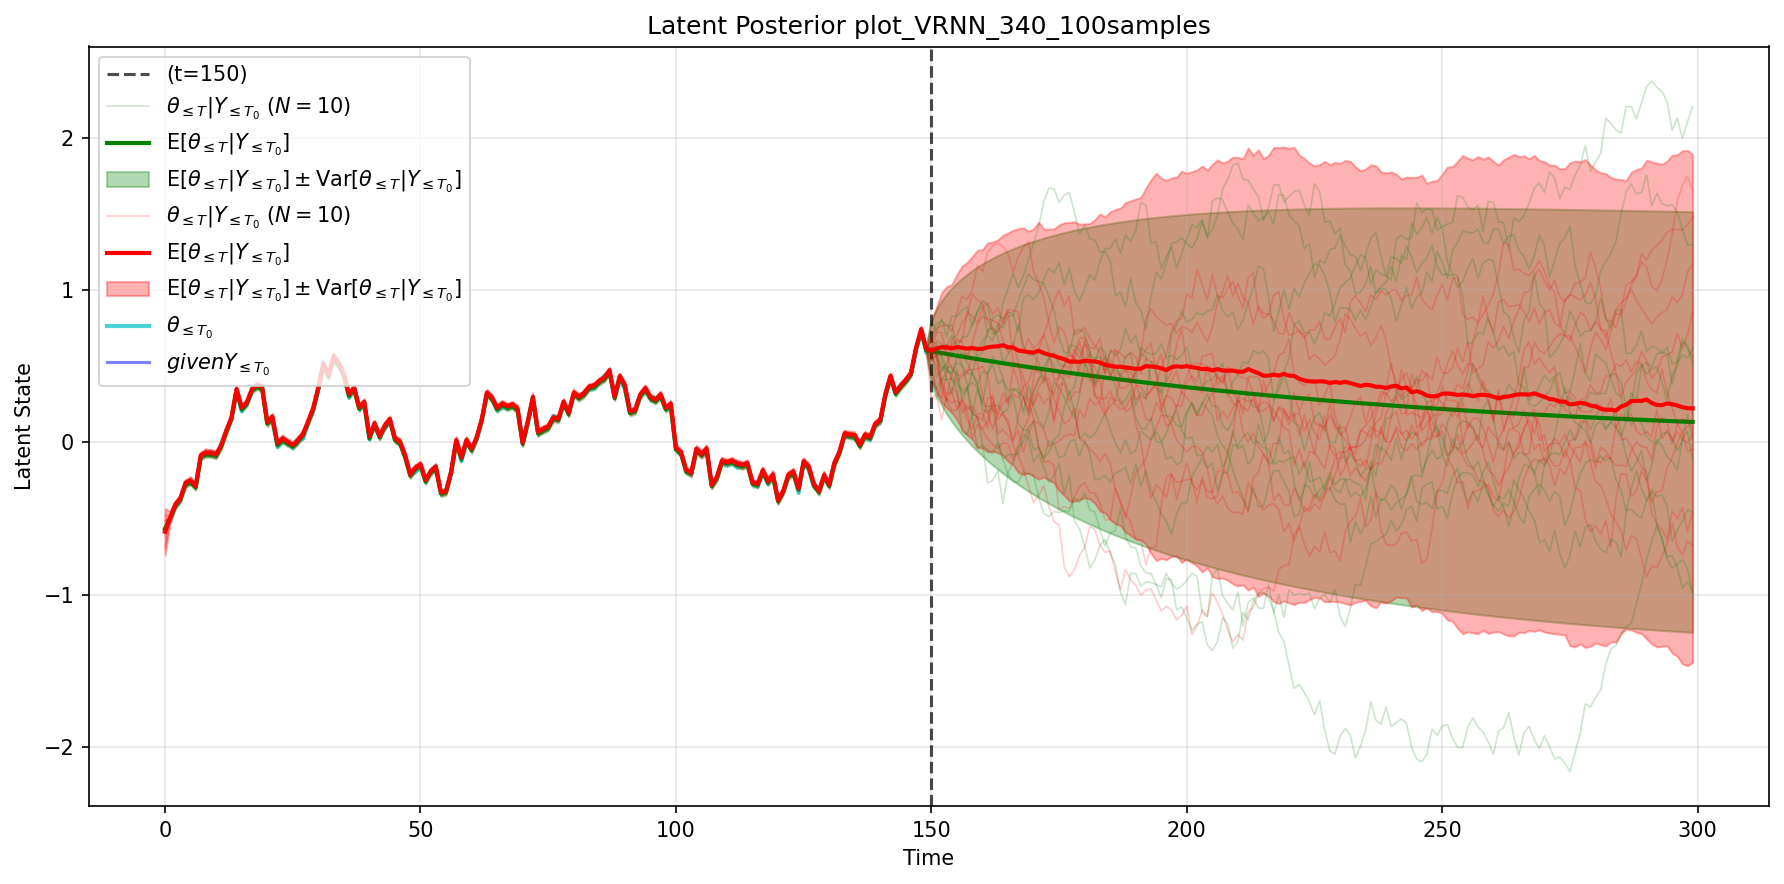 Latent Posterior plot_VRNN_340_100samples
(t=150)
θ≤T|Y≤T0 (N = 10)
E[θ≤T|Y≤T0]
E[θ≤T|Y≤T0] ± Var[θ≤T|Y≤T0]
θ≤T|Y≤T0 (N = 10)
E[θ≤T|Y≤T0]
E[θ≤T|Y≤T0] ± Var[θ≤T|Y≤T0]
θ≤T0
givenY≤T0
Latent State
2
1
0
−1
−2
0 50 100 150 200 250 300
Time